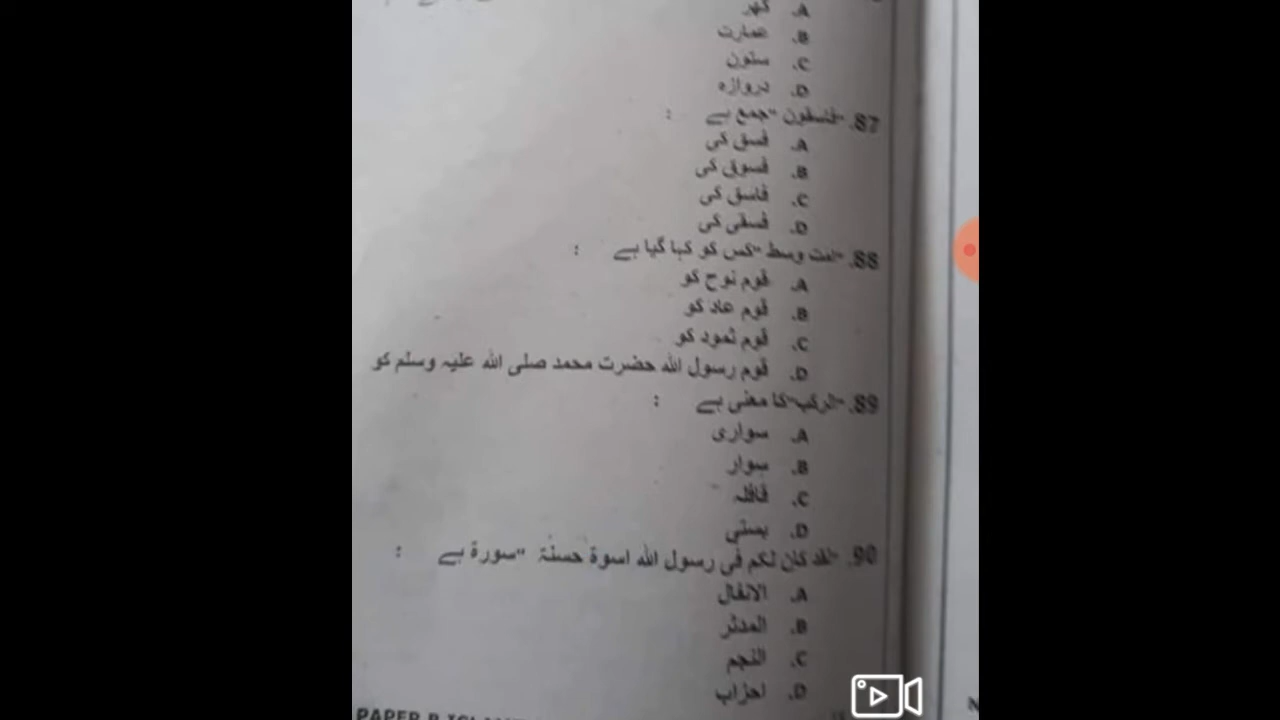 A. گھر
B. عمارت
C. ستون
D. دروازہ
87. "فٰسقون" جمع ہے :
A. فسق کی
B. فسوق کی
C. فاسق کی
D. فسقی کی
88. "امت وسط" کس کو کہا گیا ہے :
A. قوم نوح کو
B. قوم عاد کو
C. قوم ثمود کو
D. قوم رسول اللہ حضرت محمد صلی اللہ علیہ وسلم کو
89. "الرکب" کا معنی ہے :
A. سواری
B. سوار
C. قافلہ
D. بستی
90. "لقد کان لکم فی رسول اللہ اسوۃ حسنۃ" سورۃ ہے :
A. الانفال
B. المدثر
C. النجم
D. احزاب
PAPER B